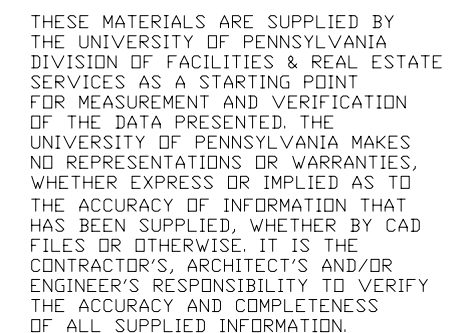 THESE MATERIALS ARE SUPPLIED BY
THE UNIVERSITY OF PENNSYLVANIA
DIVISION OF FACILITIES & REAL ESTATE
SERVICES AS A STARTING POINT
FOR MEASUREMENT AND VERIFICATION
OF THE DATA PRESENTED. THE
UNIVERSITY OF PENNSYLVANIA MAKES
NO REPRESENTATIONS OR WARRANTIES,
WHETHER EXPRESS OR IMPLIED AS TO
THE ACCURACY OF INFORMATION THAT
HAS BEEN SUPPLIED, WHETHER BY CAD
FILES OR OTHERWISE. IT IS THE
CONTRACTOR'S, ARCHITECT'S AND/OR
ENGINEER'S RESPONSIBILITY TO VERIFY
THE ACCURACY AND COMPLETENESS
OF ALL SUPPLIED INFORMATION.